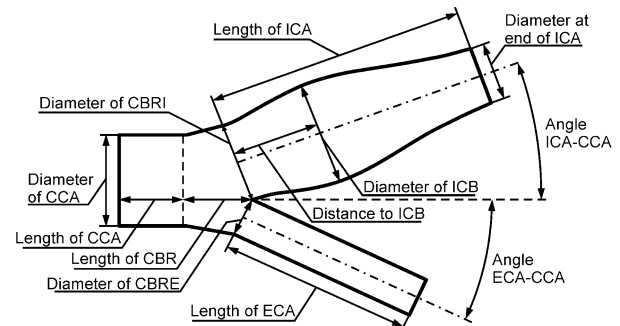 Length of ICA
Diameter at
end of ICA
Diameter of CBRI
Angle
ICA-CCA
Diameter
of CCA
Diameter of ICB
Distance to ICB
Length of CCA
Length of CBR
Angle
ECA-CCA
Diameter of CBRE
Length of ECA